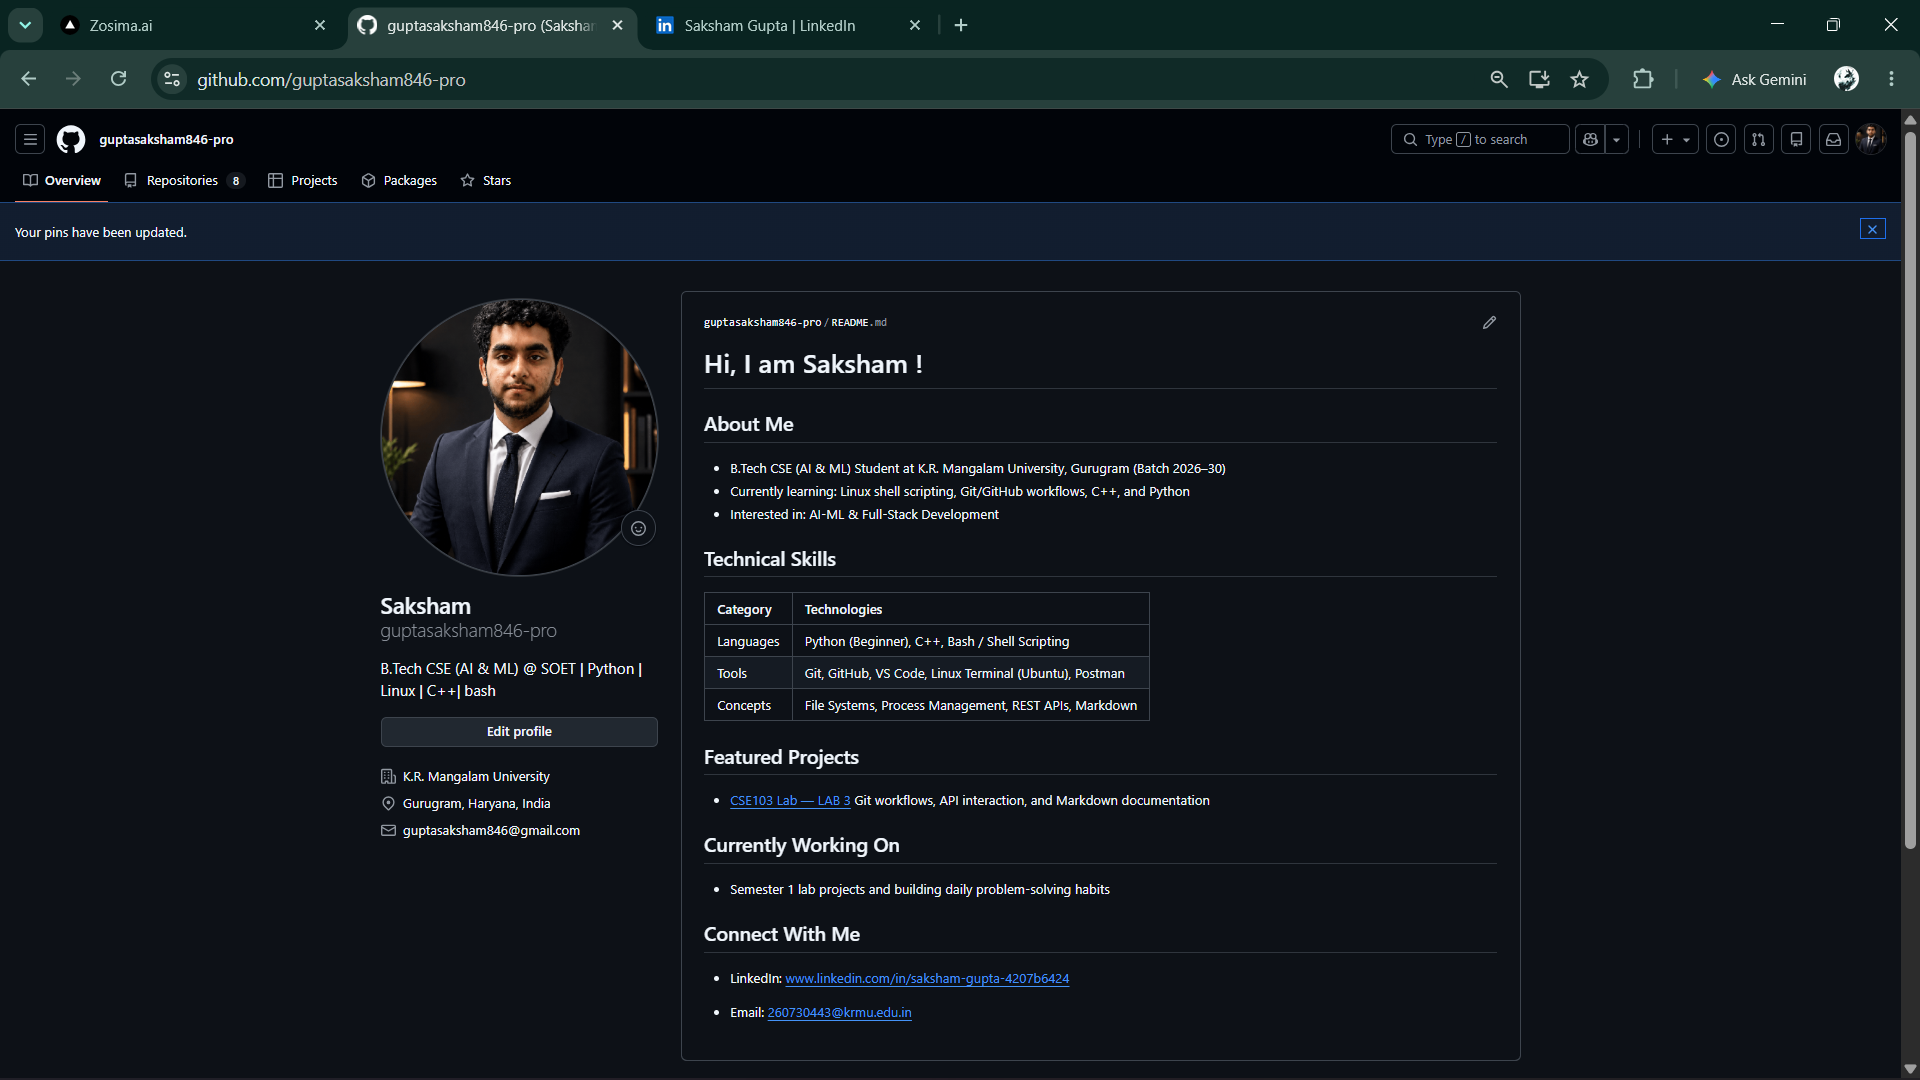 Zosima.ai
guptasaksham846-pro (Saksham
Saksham Gupta | LinkedIn
github.com/guptasaksham846-pro
Ask Gemini
guptasaksham846-pro
Type / to search
Overview
Repositories 8
Projects
Packages
Stars
Your pins have been updated.
Saksham
guptasaksham846-pro
B.Tech CSE (AI & ML) @ SOET | Python |
Linux | C++| bash
Edit profile
K.R. Mangalam University
Gurugram, Haryana, India
guptasaksham846@gmail.com
guptasaksham846-pro / README.md
Hi, I am Saksham !
About Me
• B.Tech CSE (AI & ML) Student at K.R. Mangalam University, Gurugram (Batch 2026–30)
• Currently learning: Linux shell scripting, Git/GitHub workflows, C++, and Python
• Interested in: AI-ML & Full-Stack Development
Technical Skills
Category Technologies
Languages Python (Beginner), C++, Bash / Shell Scripting
Tools Git, GitHub, VS Code, Linux Terminal (Ubuntu), Postman
Concepts File Systems, Process Management, REST APIs, Markdown
Featured Projects
• CSE103 Lab — LAB 3 Git workflows, API interaction, and Markdown documentation
Currently Working On
• Semester 1 lab projects and building daily problem-solving habits
Connect With Me
• LinkedIn: www.linkedin.com/in/saksham-gupta-4207b6424
• Email: 260730443@krmu.edu.in